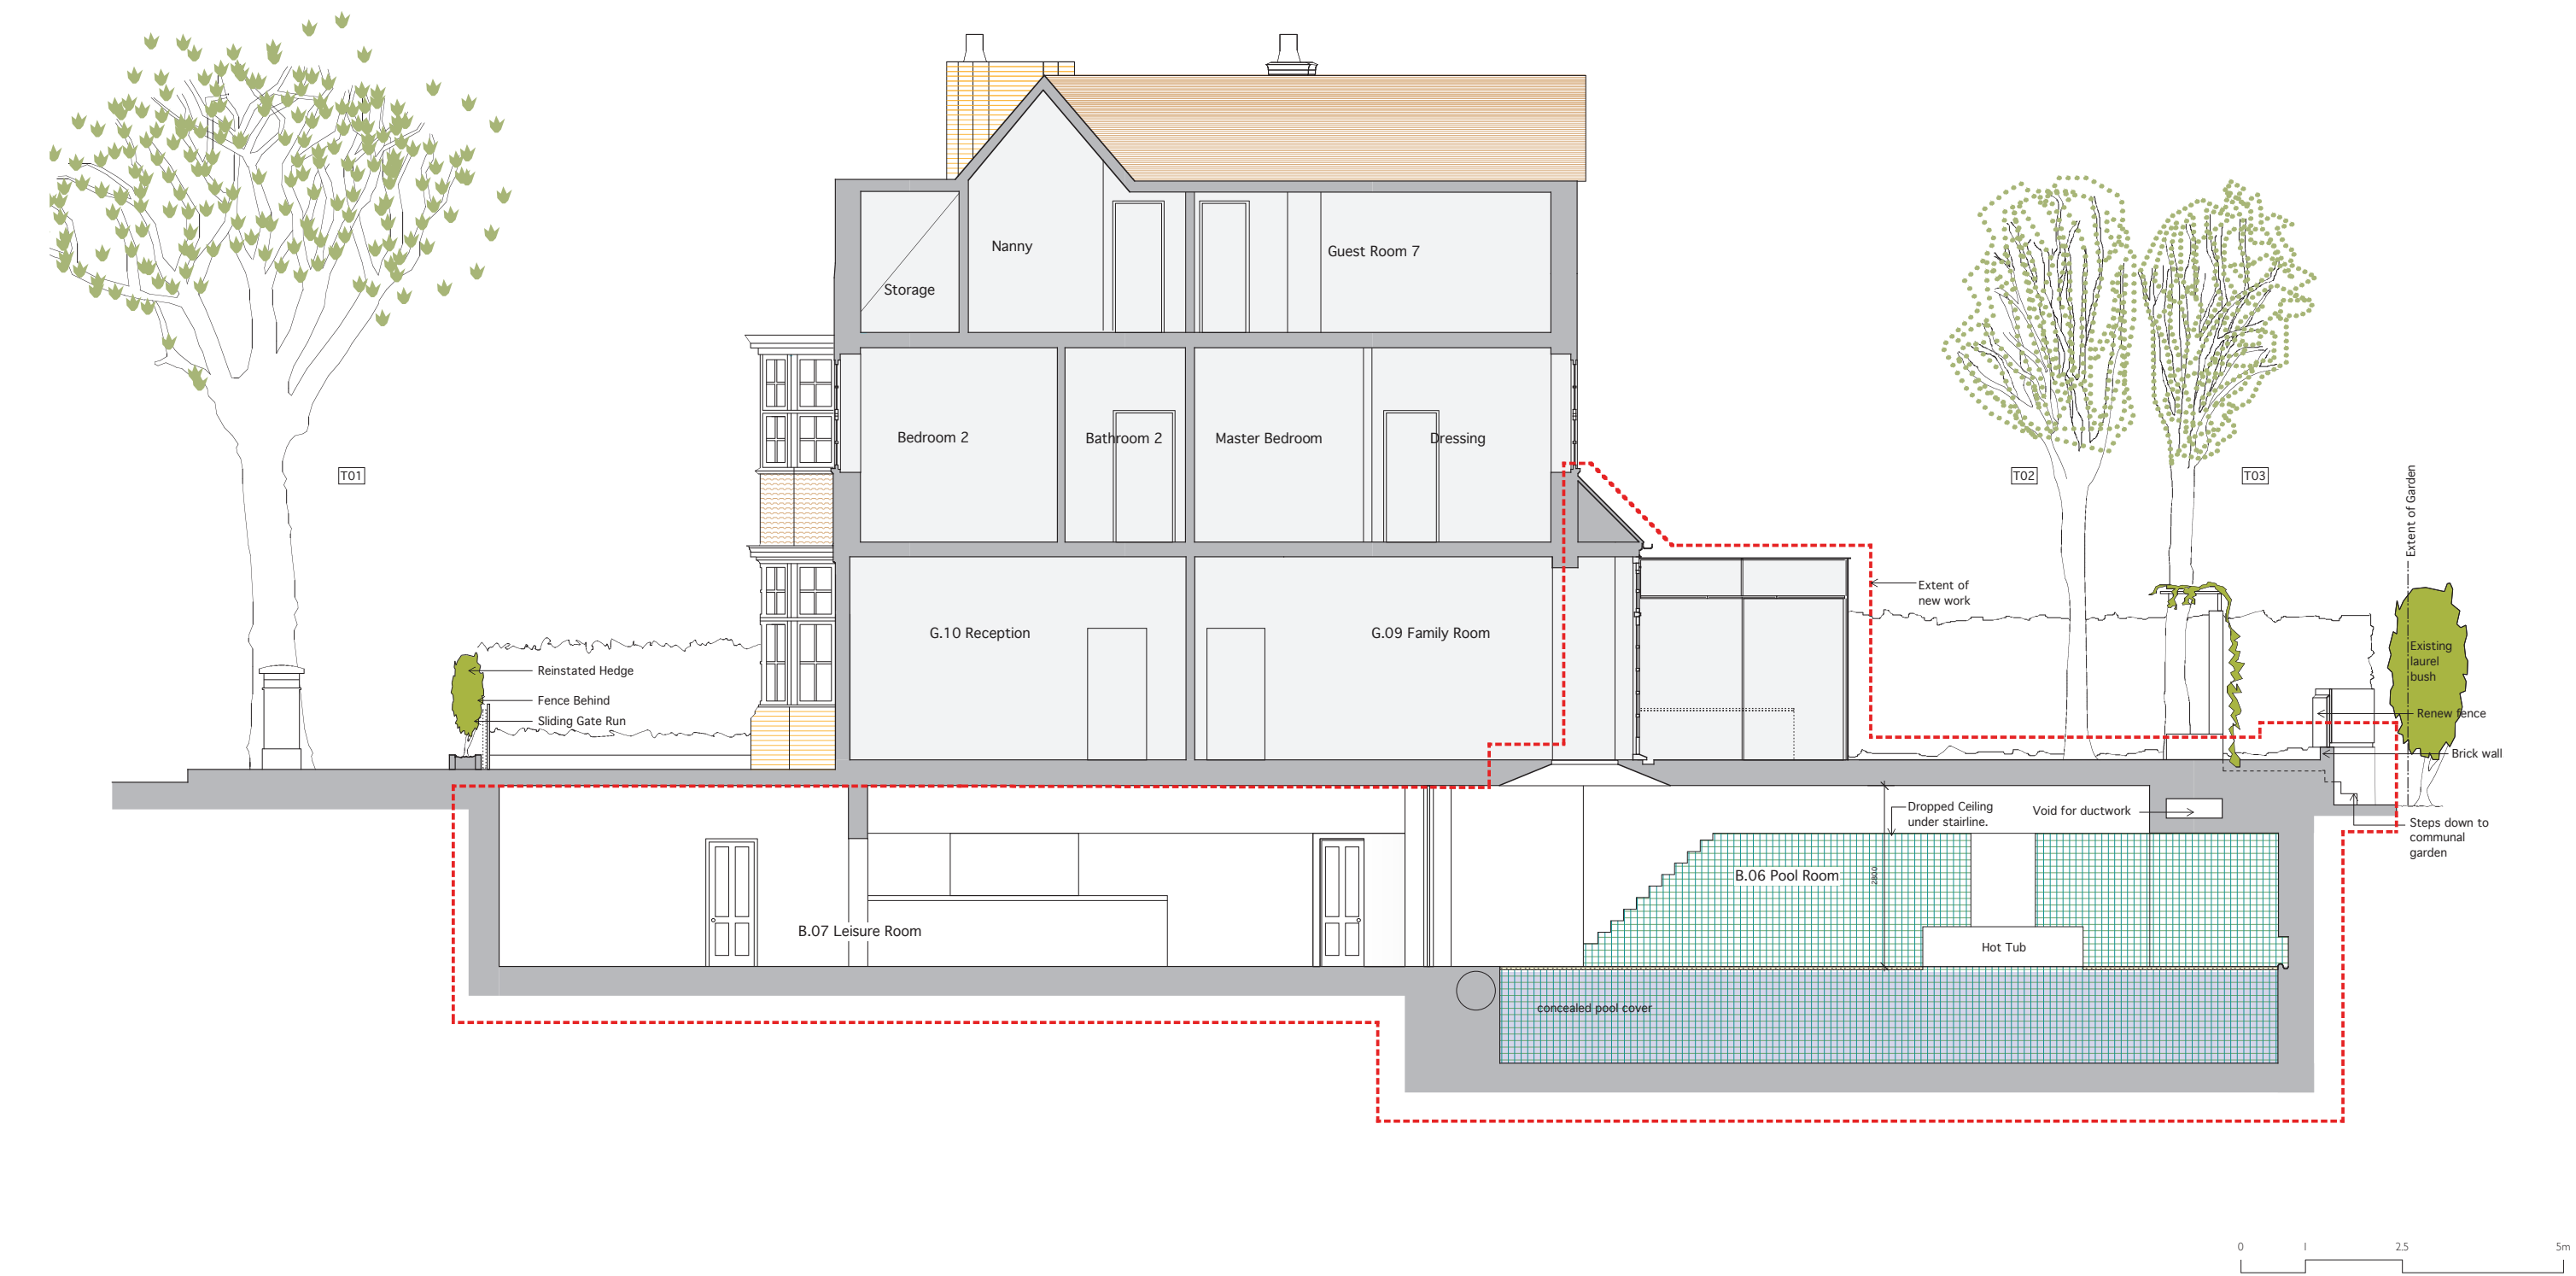 Nanny
Guest Room 7
Storage
Bedroom 2
Bathroom 2
Master Bedroom
Dressing
T01
T02
T03
Extent of Garden
Extent of
new work
G.10 Reception
G.09 Family Room
Reinstated Hedge
Fence Behind
Sliding Gate Run
Existing
laurel
bush
Renew fence
Brick wall
Dropped Ceiling
under stairline.
Void for ductwork
Steps down to
communal
garden
B.06 Pool Room
2800
B.07 Leisure Room
Hot Tub
concealed pool cover
0 1 2.5 5m